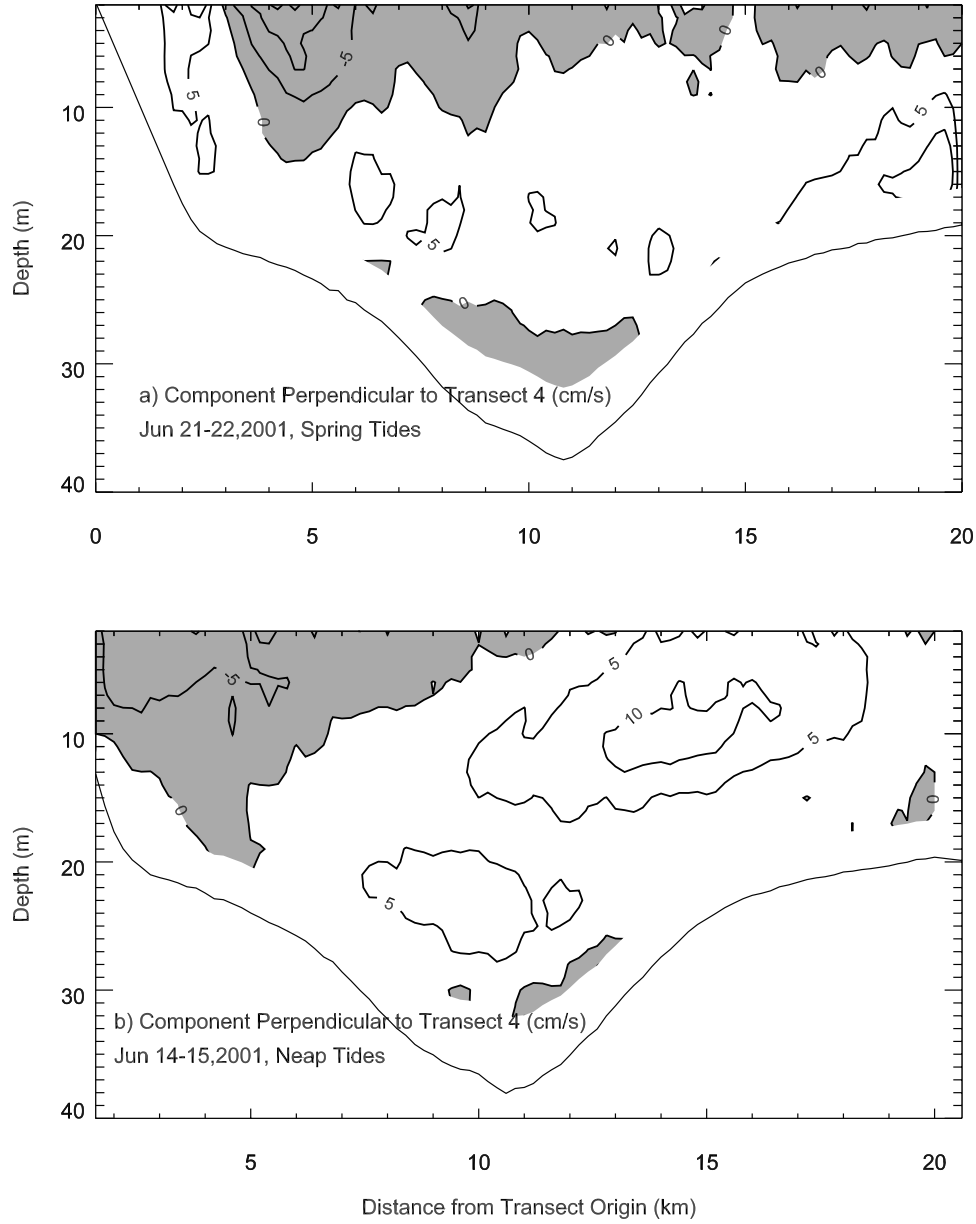 5
0
-5
0
0
0
5
10
5
20
0
30
40
Depth (m)
a) Component Perpendicular to Transect 4 (cm/s)
Jun 21-22,2001, Spring Tides
0 5 10 15 20
-5
0
5
10
5
10
0
0
20
5
30
40
Depth (m)
b) Component Perpendicular to Transect 4 (cm/s)
Jun 14-15,2001, Neap Tides
5 10 15 20
Distance from Transect Origin (km)